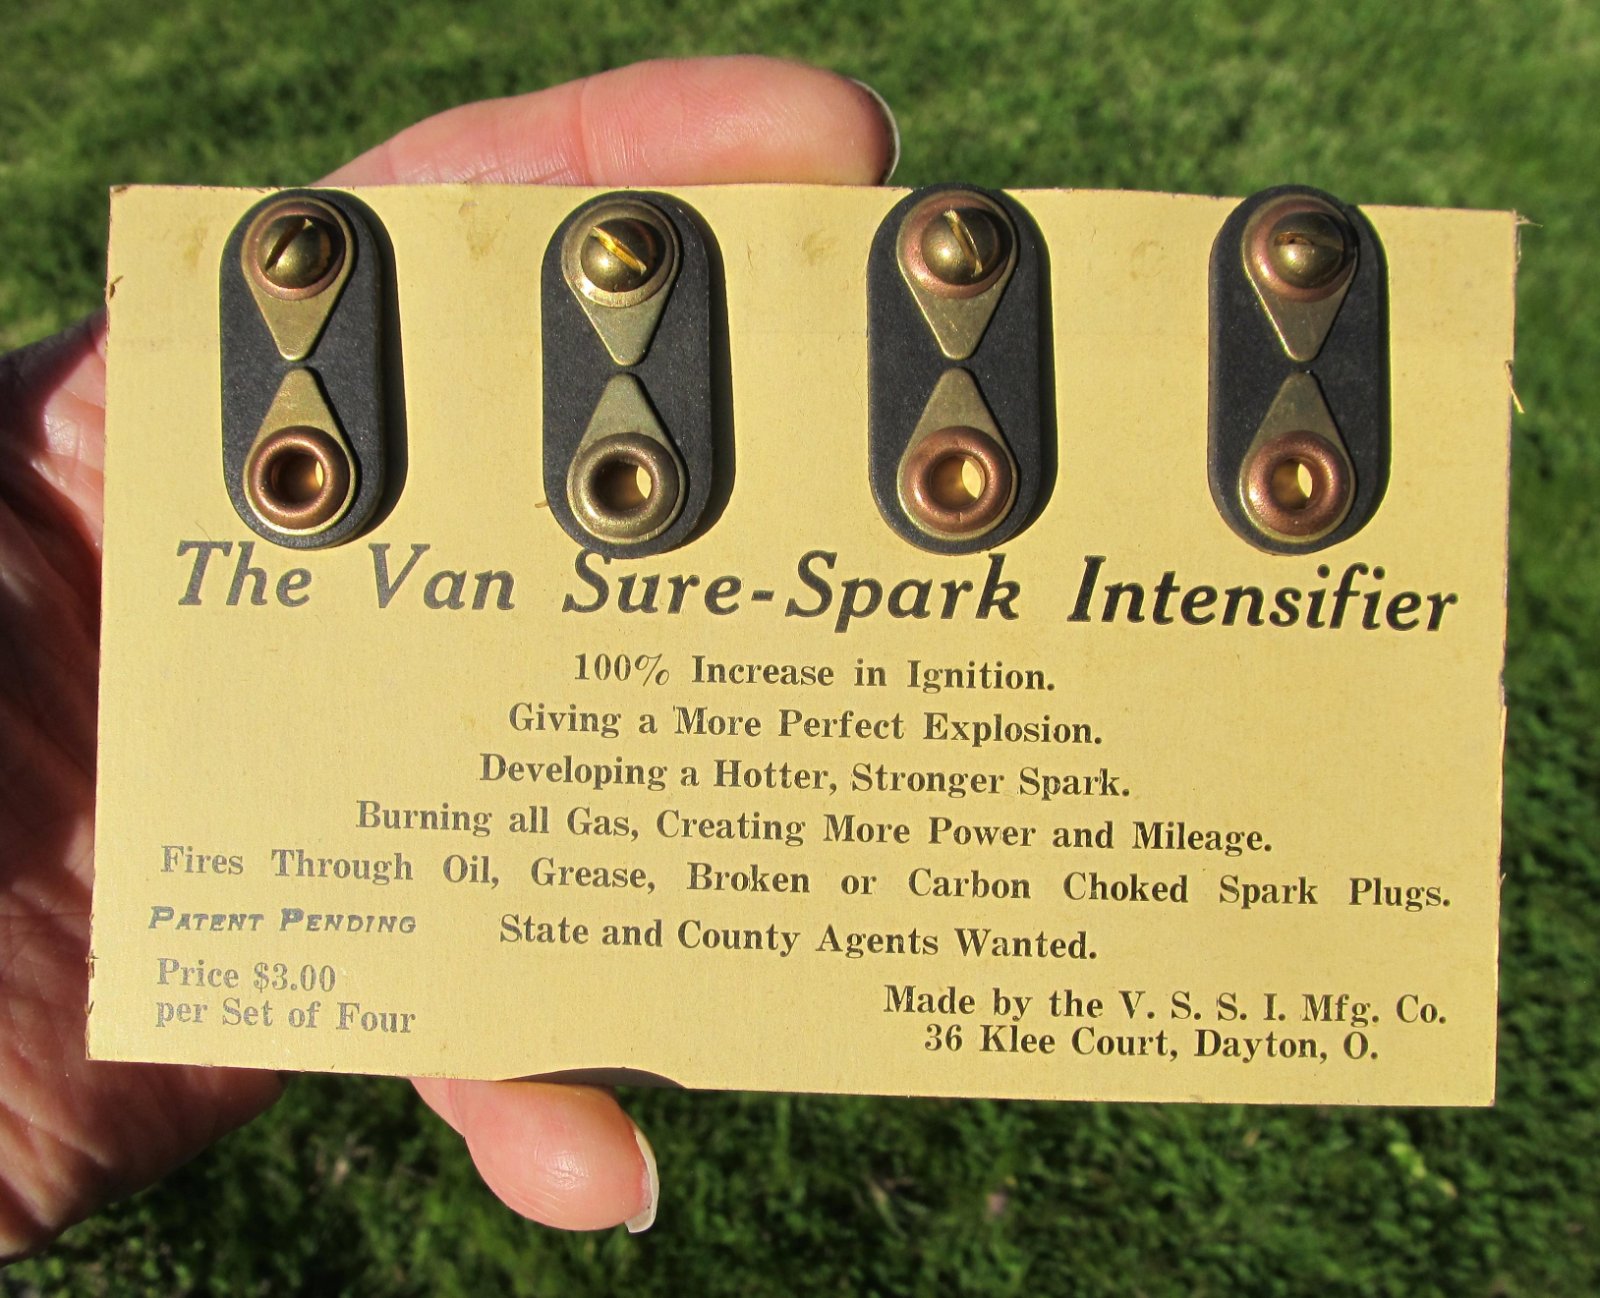 The Van Sure-Spark Intensifier
100% Increase in Ignition.
Giving a More Perfect Explosion.
Developing a Hotter, Stronger Spark.
Burning all Gas, Creating More Power and Mileage.
Fires Through Oil, Grease, Broken or Carbon Choked Spark Plugs.
PATENT PENDING
State and County Agents Wanted.
Price $3.00
per Set of Four
Made by the V. S. S. I. Mfg. Co.
36 Klee Court, Dayton, O.